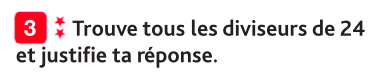 3 Trouve tous les diviseurs de 24
et justifie ta réponse.